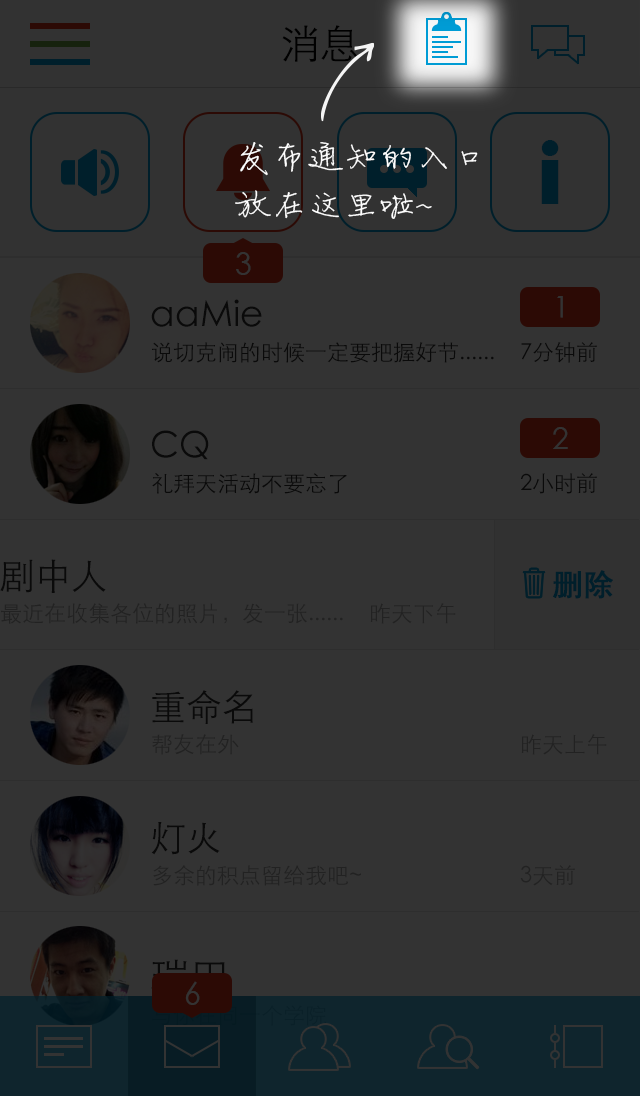 消息
发布通知的入口
放在这里啦~
3
aaMie
1
说切克闹的时候一定要把握好节......
7分钟前
CQ
2
礼拜天活动不要忘了
2小时前
剧中人
最近在收集各位的照片，发一张......
昨天下午
删除
重命名
帮友在外
昨天上午
灯火
多余的积点留给我吧~
3天前
6
个学院